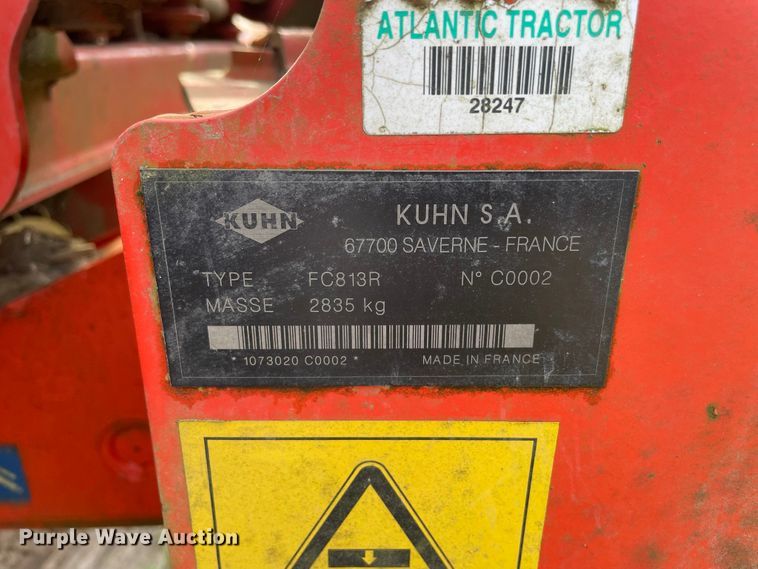 ATLANTIC TRACTOR
28247
KUHN
KUHN S.A.
67700 SAVERNE - FRANCE
TYPE FC813R N° C0002
MASSE 2835 kg
* 1073020 C0002 * MADE IN FRANCE
Purple Wave Auction